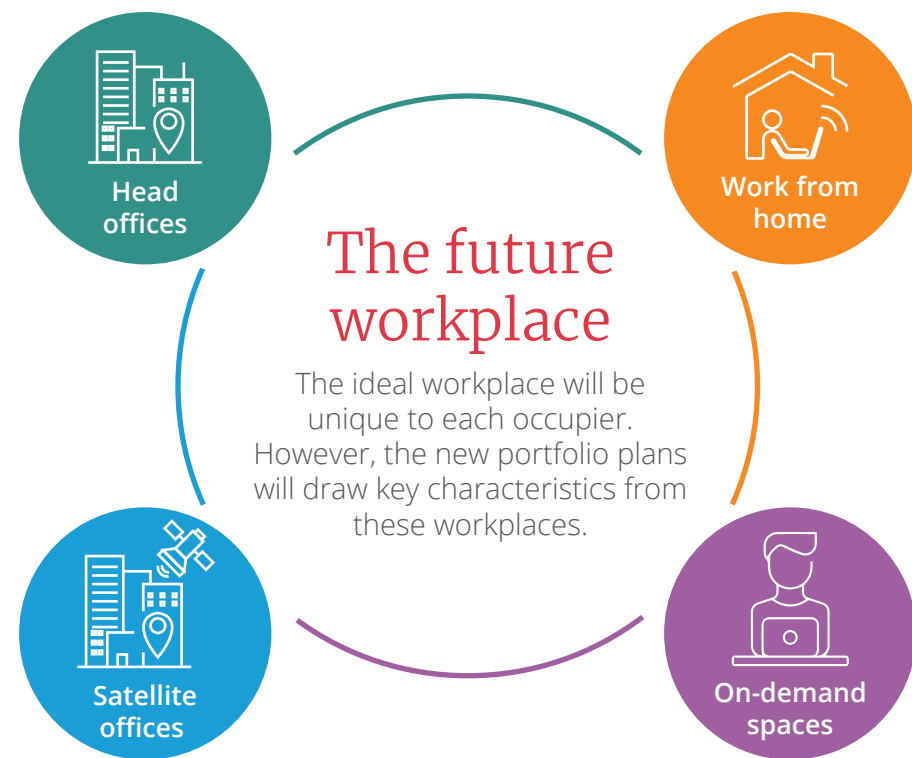 Head
offices
Work from
home
The future
workplace
The ideal workplace will be
unique to each occupier.
However, the new portfolio plans
will draw key characteristics from
these workplaces.
Satellite
offices
On-demand
spaces